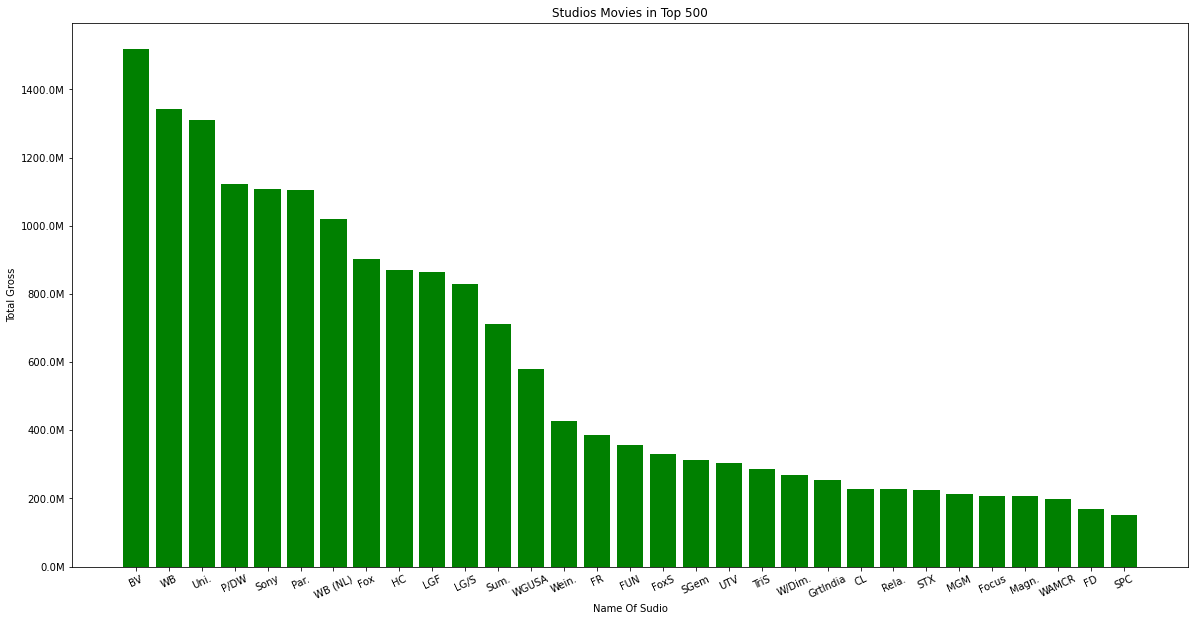 Studios Movies in Top 500
Total Gross
1400.0M
1200.0M
1000.0M
800.0M
600.0M
400.0M
200.0M
0.0M
BV WB Uni. P/DW Sony Par. WB (NL) Fox HC LGF LG/S Sum. WGUSA Wein. FR FUN FoxS SGem UTV TriS W/Dim. GrtIndia CL Rela. STX MGM Focus Magn. WAMCR FD SPC
Name Of Sudio